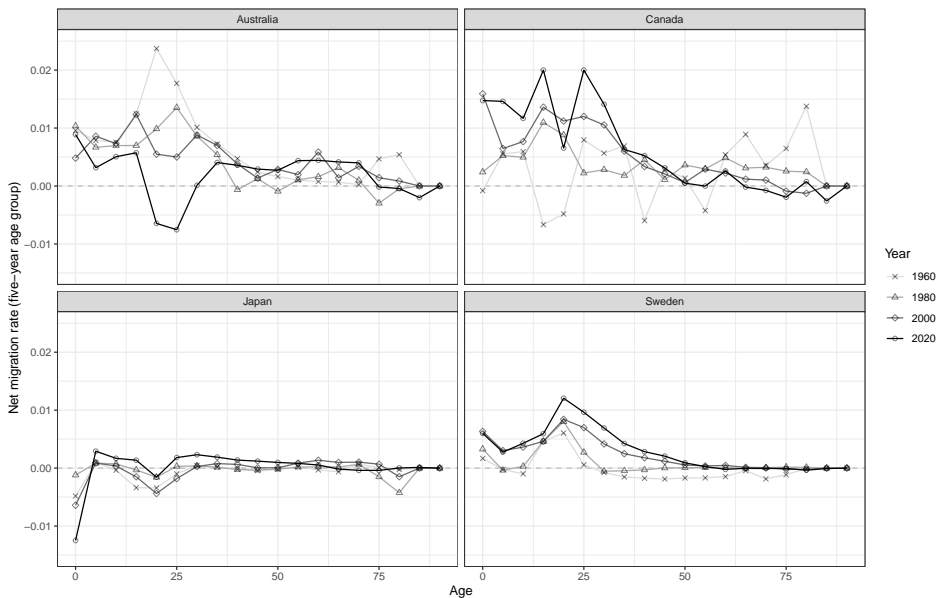 Australia
Canada
0.02
0.01
0.00
−0.01
Japan
Sweden
0.02
0.01
0.00
−0.01
0
25
50
75
0
25
50
75
Age
Net migration rate (five−year age group)
Year
1960
1980
2000
2020